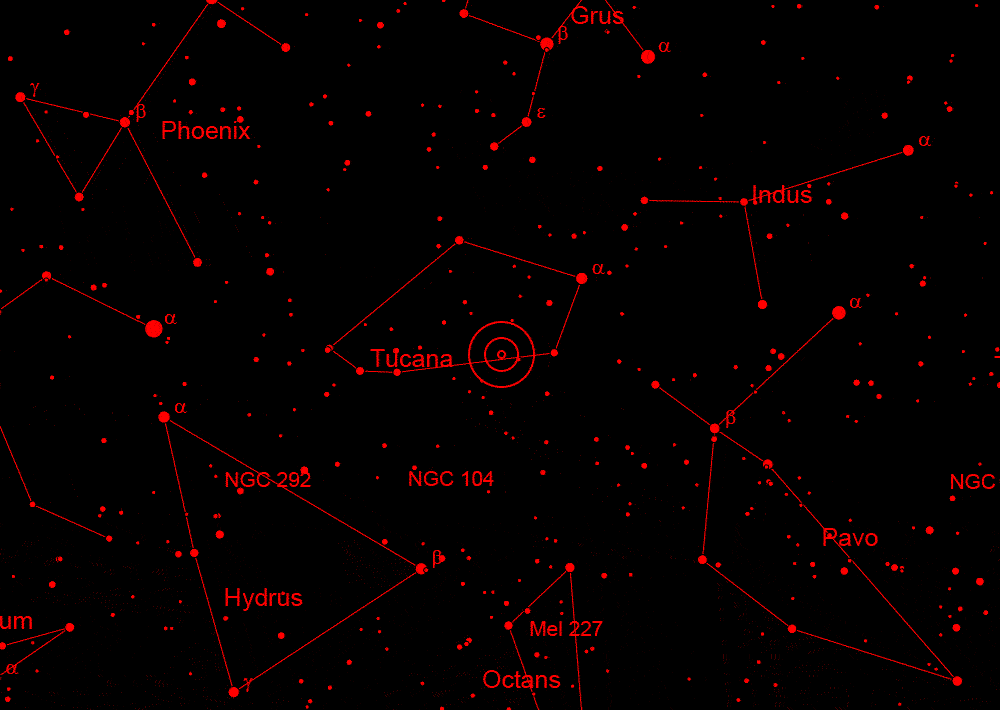 Grus
β
α
γ
β
ε
Phoenix
α
Indus
α
α
α
Tucana
α
β
NGC 292
NGC 104
NGC
Pavo
β
Hydrus
um
Mel 227
α
γ
Octans